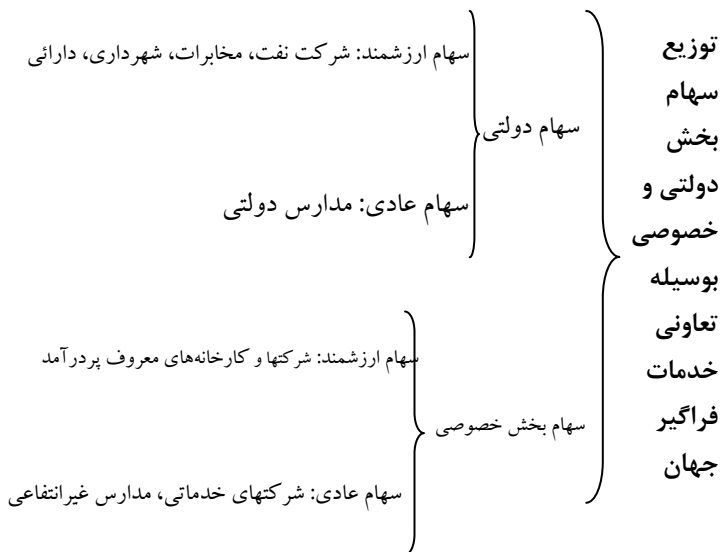 توزیع
سهام
بخش
دولتی و
خصوصی
بوسیله
تعاونی
خدمات
فراگیر
جهان
سهام دولتی
سهام ارزشمند: شرکت نفت، مخابرات، شهرداری، دارائی
سهام عادی: مدارس دولتی
سهام بخش خصوصی
سهام ارزشمند: شرکتها و کارخانه‌های معروف پردرآمد
سهام عادی: شرکتهای خدماتی، مدارس غیرانتفاعی